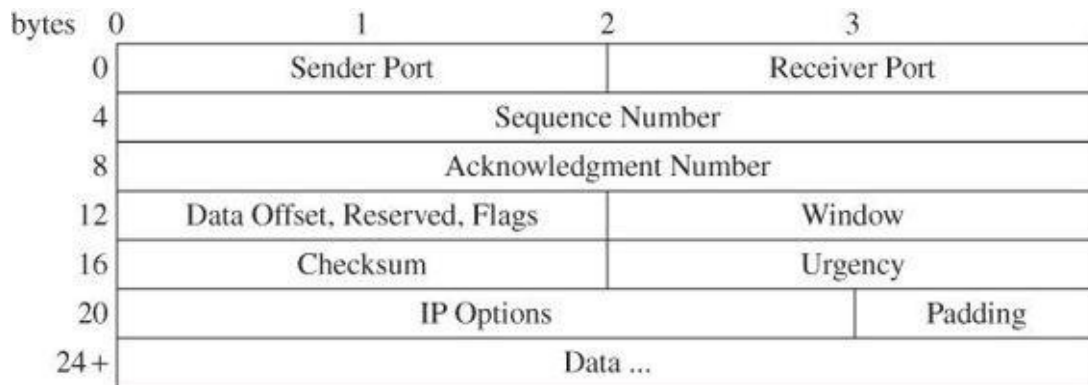 bytes 0 1 2 3
0 Sender Port Receiver Port
4 Sequence Number
8 Acknowledgment Number
12 Data Offset, Reserved, Flags Window
16 Checksum Urgency
20 IP Options Padding
24+ Data ...